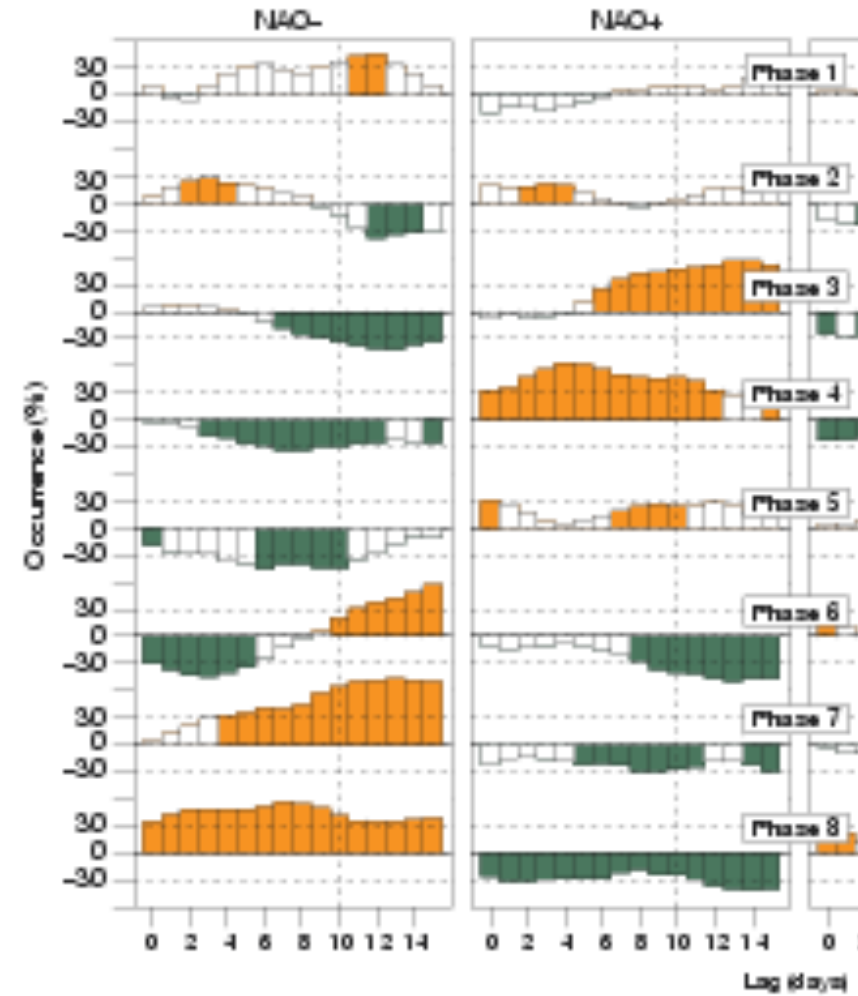 NAO– NAO+
30
0
–30
Phase 1
30
0
–30
Phase 2
30
0
–30
Phase 3
30
0
–30
Phase 4
30
0
–30
Phase 5
30
0
–30
Phase 6
30
0
–30
Phase 7
30
0
–30
Phase 8
Occurrence (%)
0 2 4 6 8 10 12 14 0 2 4 6 8 10 12 14 0
Lag (days)